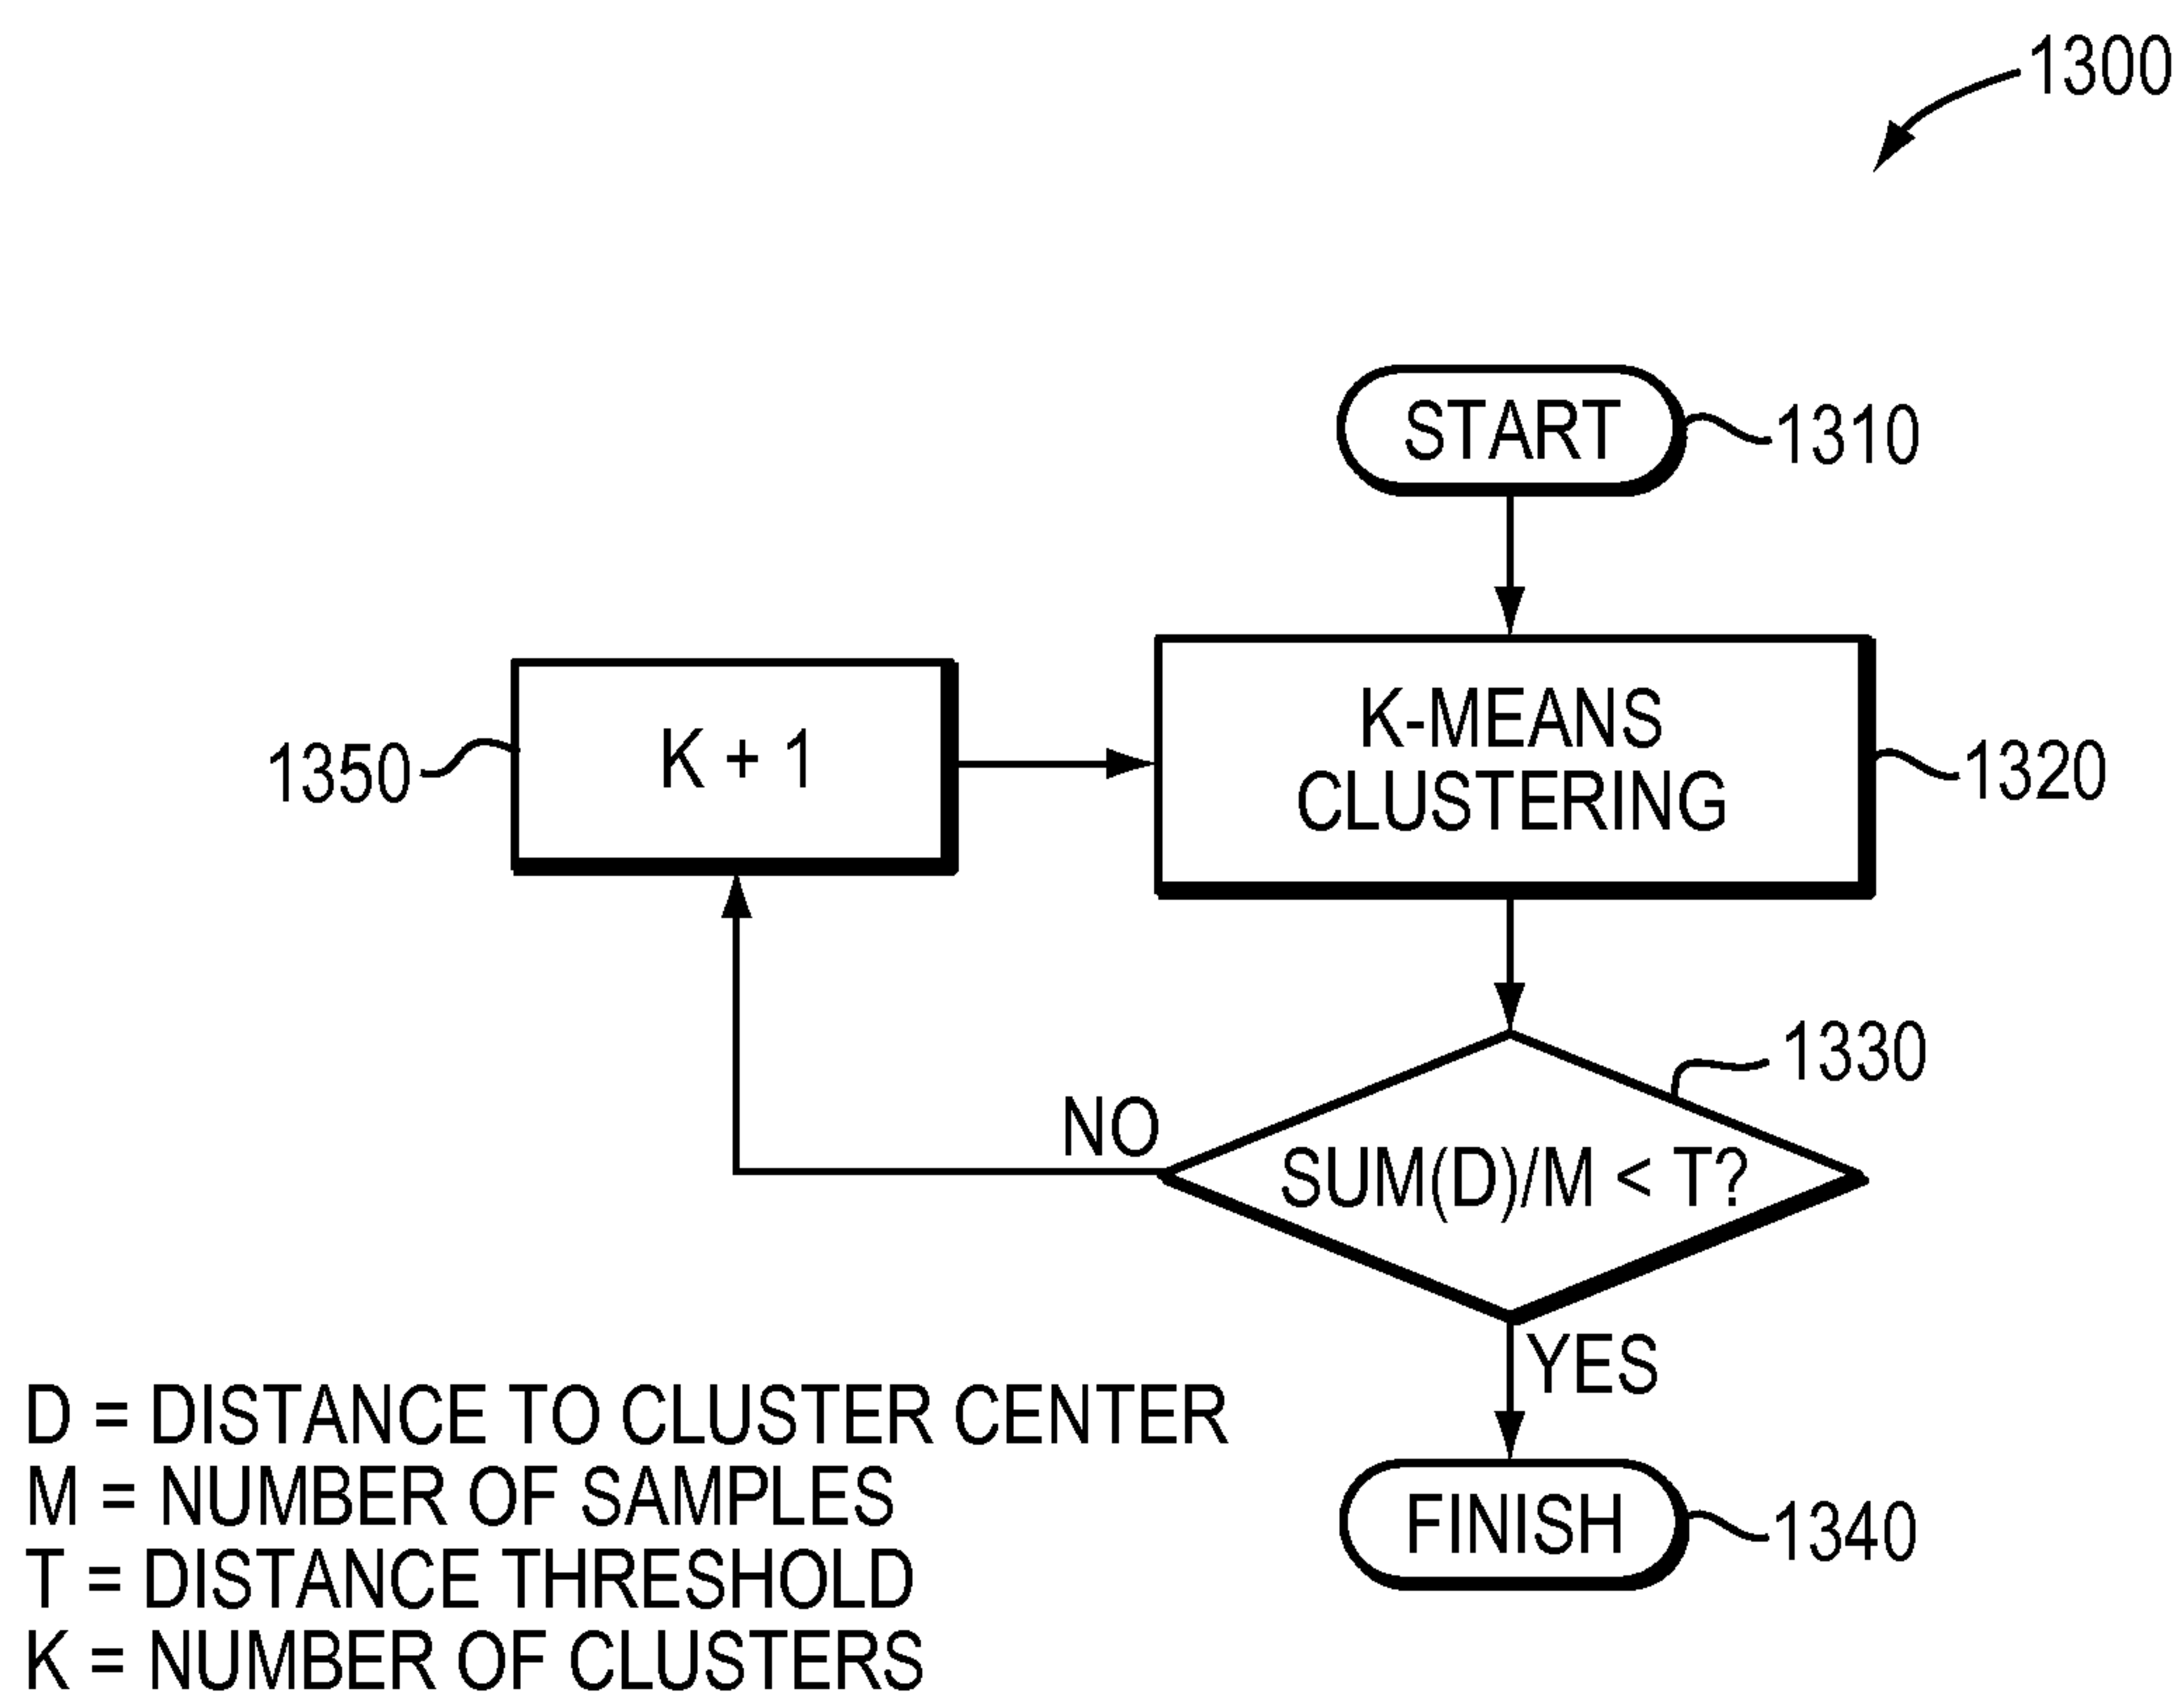 1300
START
1310
K-MEANS
CLUSTERING
1320
K + 1
1350
1330
SUM(D)/M < T?
NO
YES
FINISH
1340
D = DISTANCE TO CLUSTER CENTER
M = NUMBER OF SAMPLES
T = DISTANCE THRESHOLD
K = NUMBER OF CLUSTERS